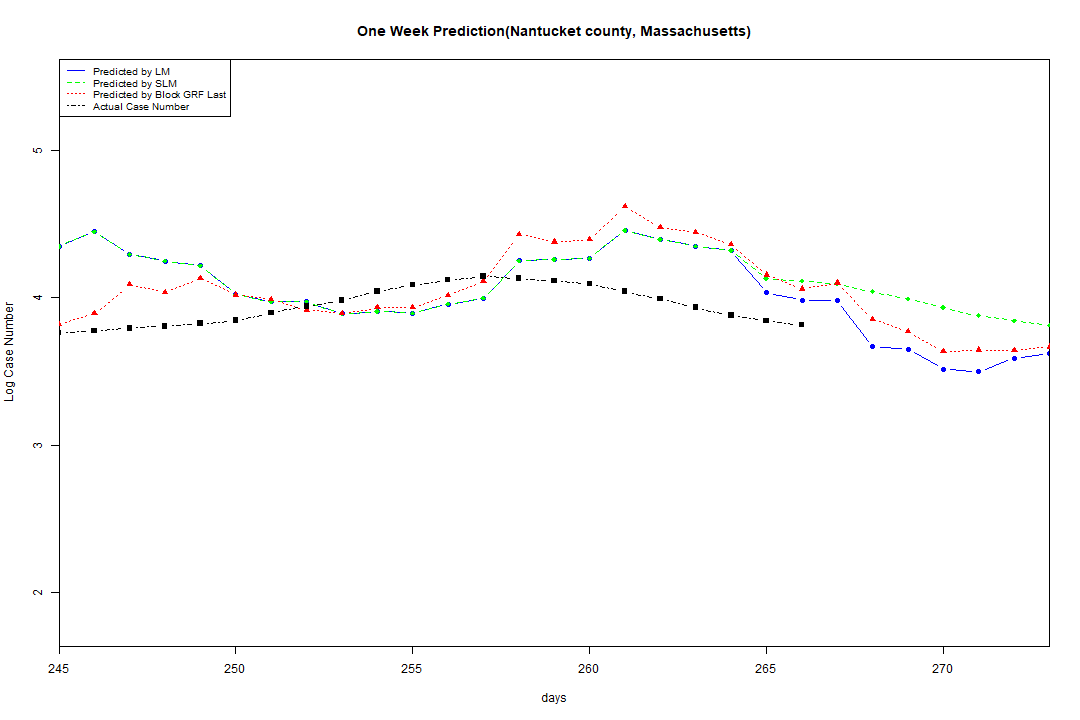 One Week Prediction(Nantucket county, Massachusetts)
Predicted by LM
Predicted by SLM
Predicted by Block GRF Last
Actual Case Number
5
4
3
2
Log Case Number
245 250 255 260 265 270
days